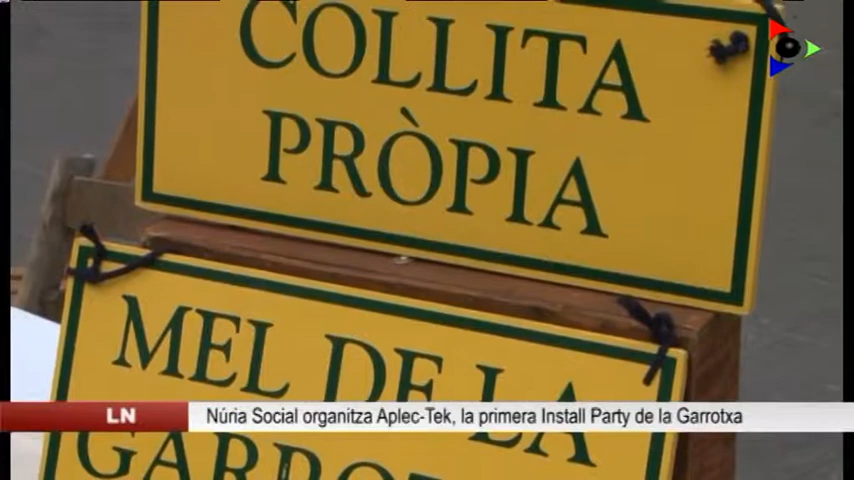 COLLITA
PRÒPIA
MEL DE LA
LN
Núria Social organitza Aplec-Tek, la primera Install Party de la Garrotxa